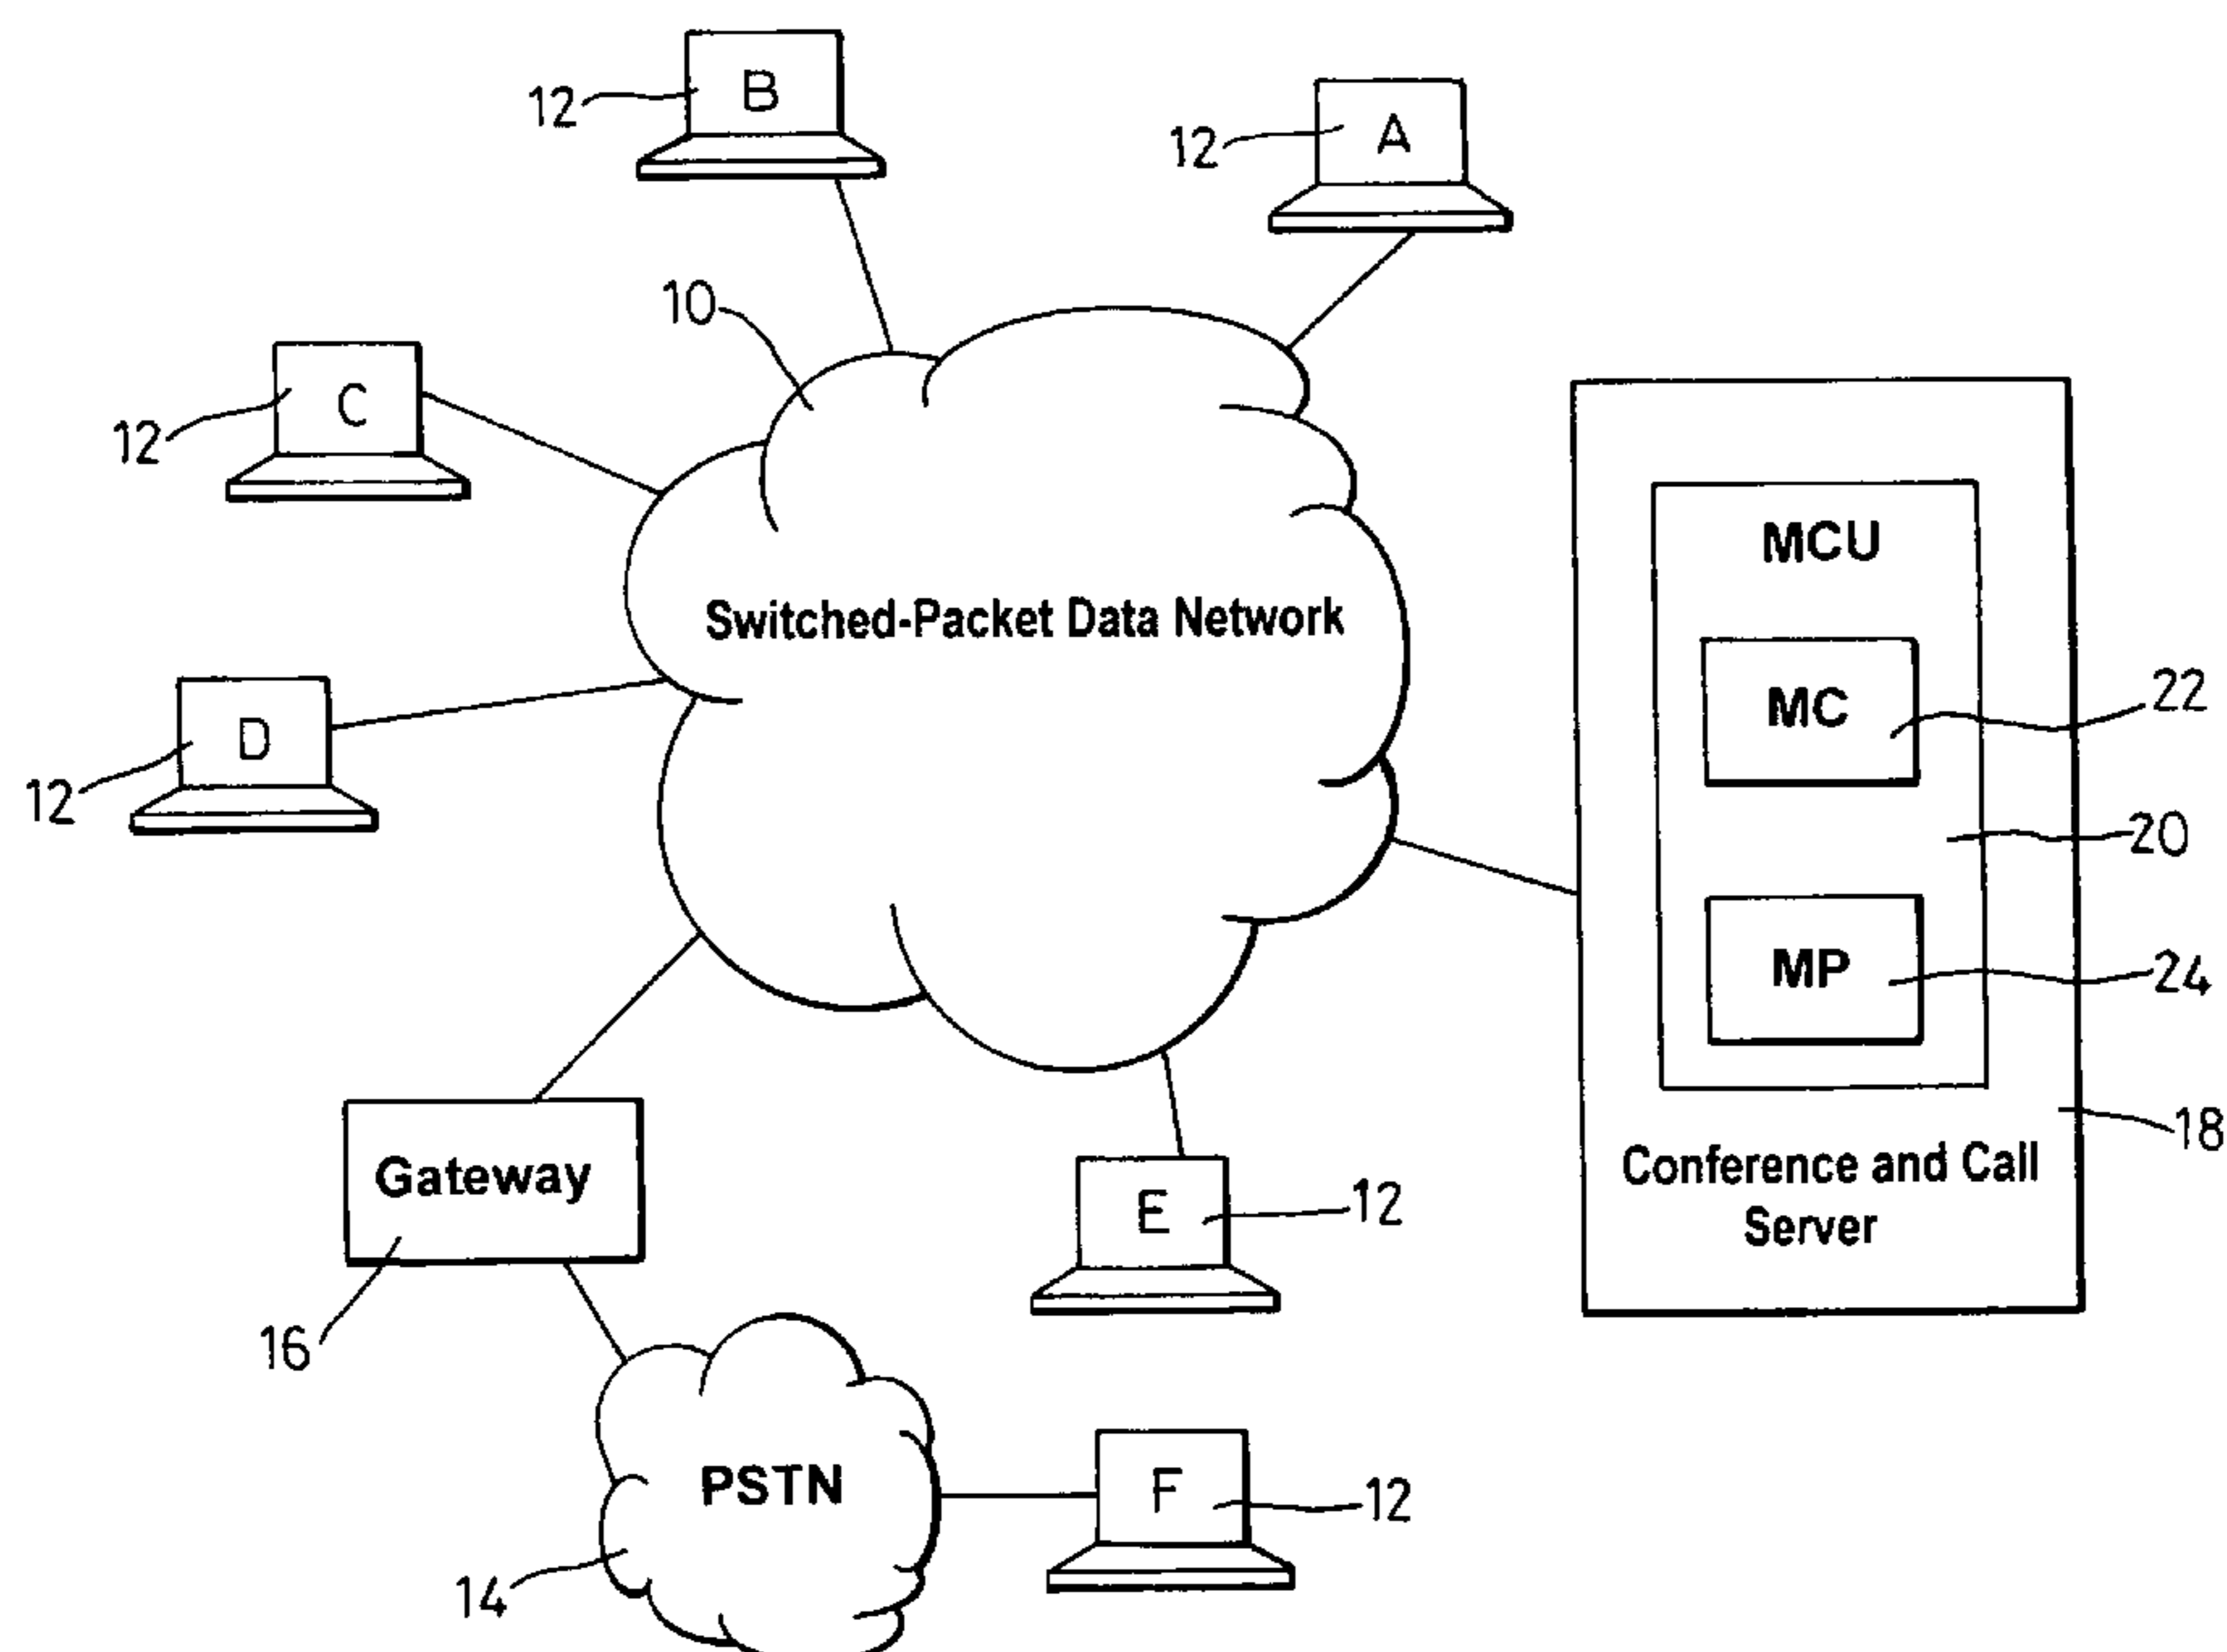 B
12
A
12
10
C
12
Switched-Packet Data Network
MCU
MC
22
D
12
20
MP
24
18
Conference and Call
Server
Gateway
16
E
12
PSTN
14
F
12